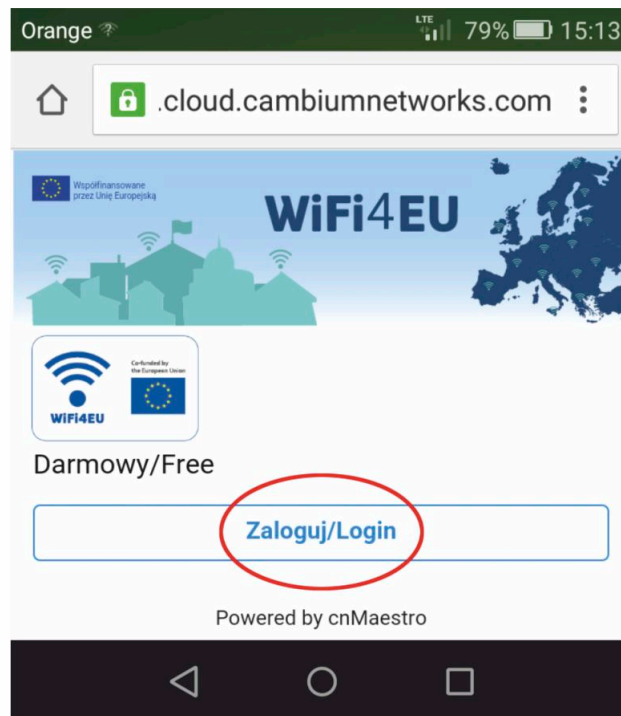 Orange LTE 79% 15:13
.cloud.cambiumnetworks.com
Współfinansowane
przez Unię Europejską
WiFi4EU
Co-funded by
the European Union
WiFi4EU
Darmowy/Free
Zaloguj/Login
Powered by cnMaestro